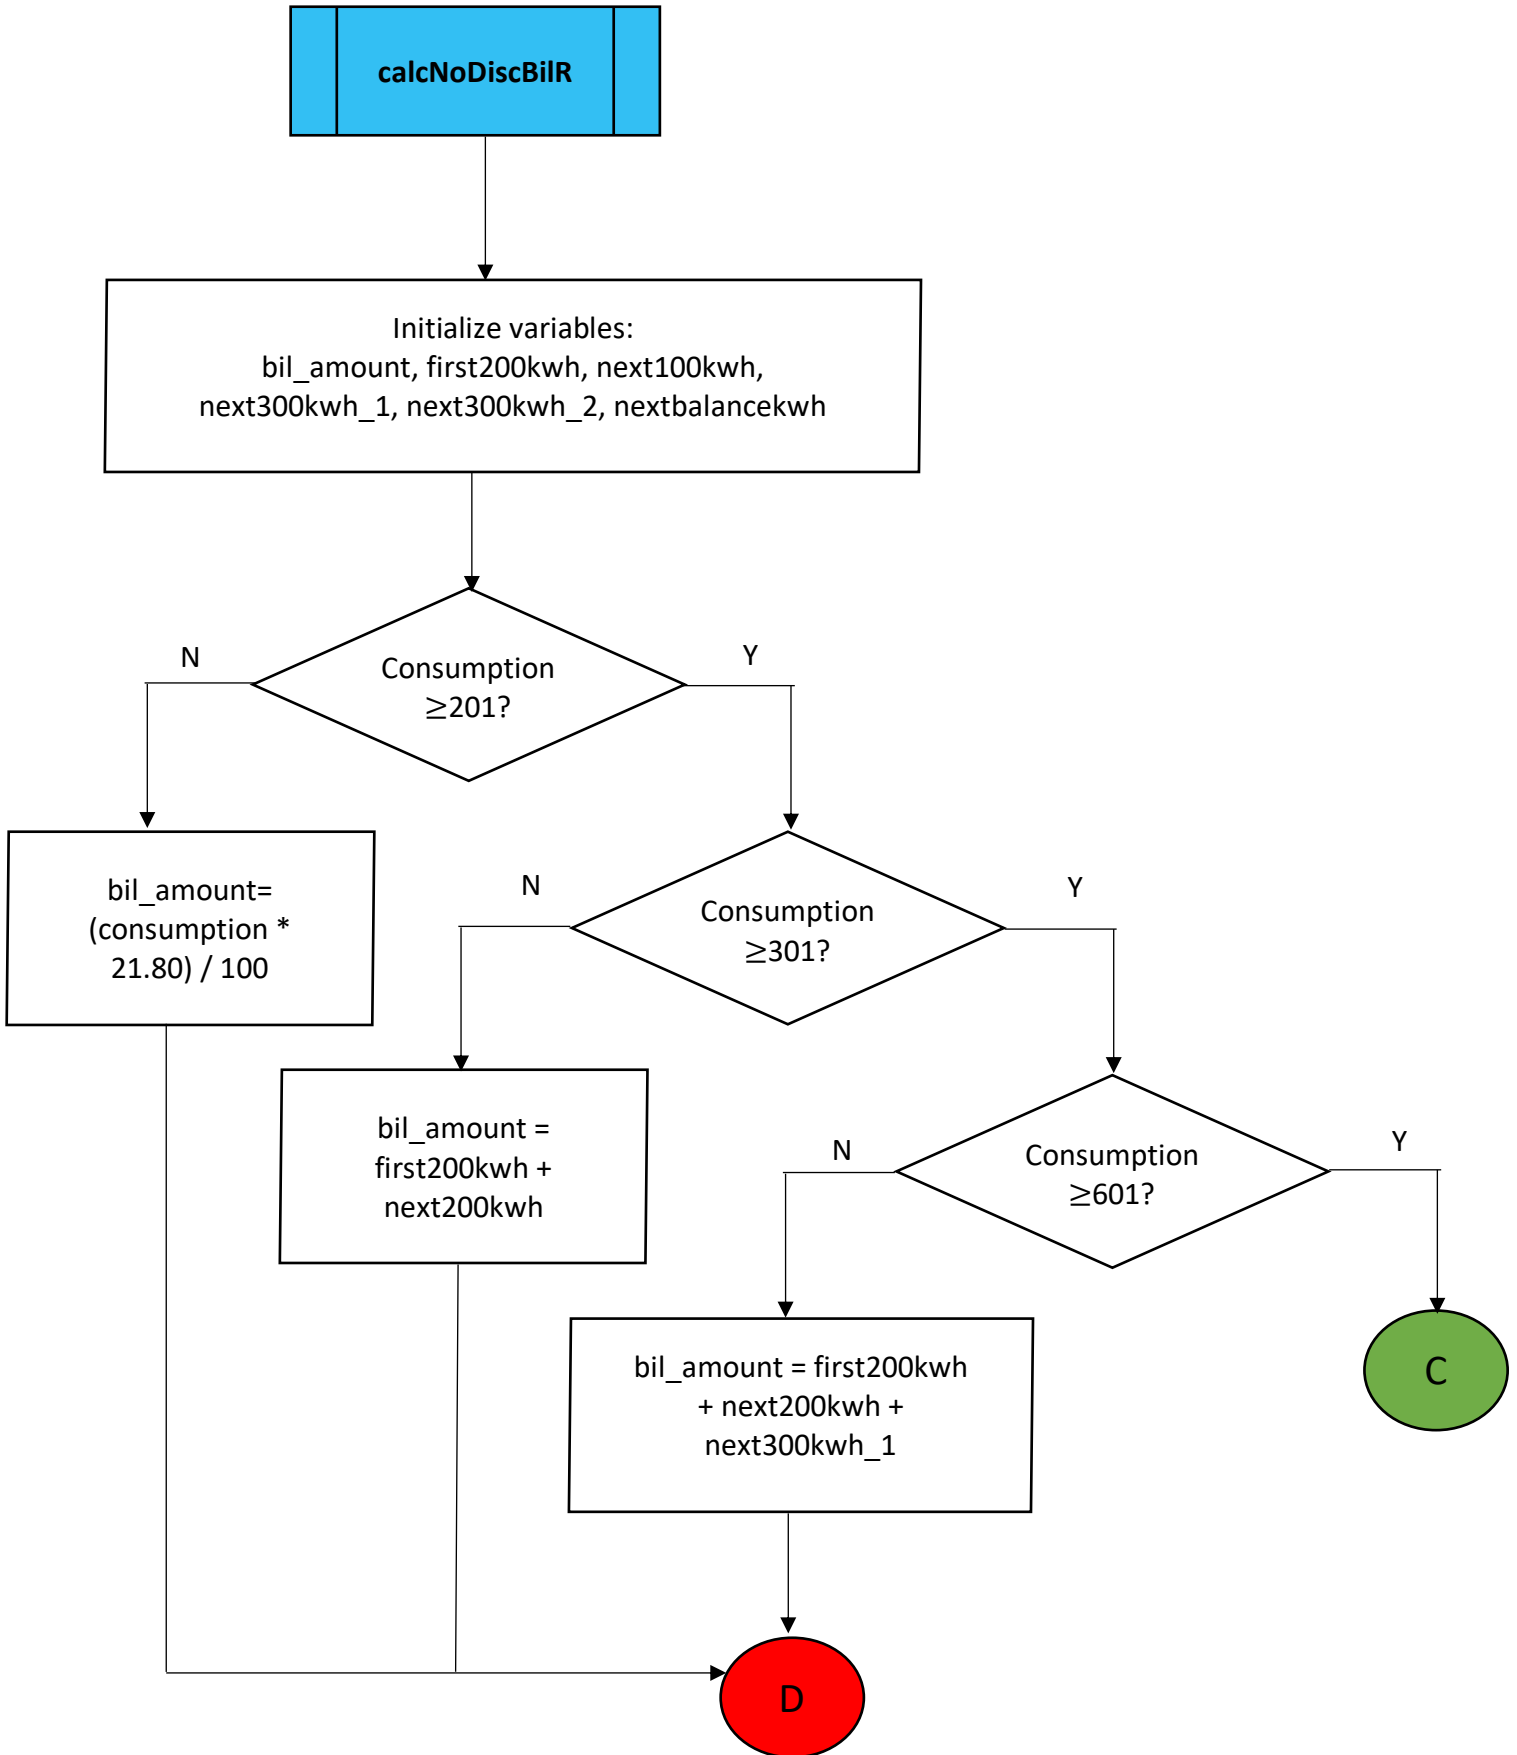 calcNoDiscBilR
Initialize variables:
bil_amount, first200kwh, next100kwh,
next300kwh_1, next300kwh_2, nextbalancekwh
N
Y
Consumption
≥201?
bil_amount=
(consumption *
21.80) / 100
N
Y
Consumption
≥301?
bil_amount =
first200kwh +
next200kwh
N
Y
Consumption
≥601?
bil_amount = first200kwh
+ next200kwh +
next300kwh_1
C
D